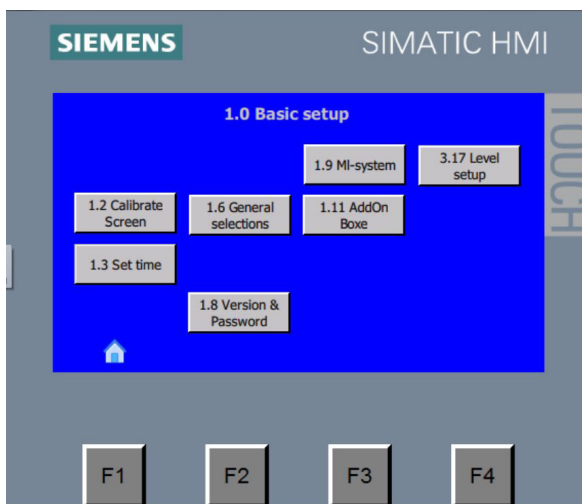 SIEMENS
SIMATIC HMI
TOUCH
1.0 Basic setup
1.9 MI-system
3.17 Level
setup
1.2 Calibrate
Screen
1.6 General
selections
1.11 AddOn
Boxe
1.3 Set time
1.8 Version &
Password
F1
F2
F3
F4